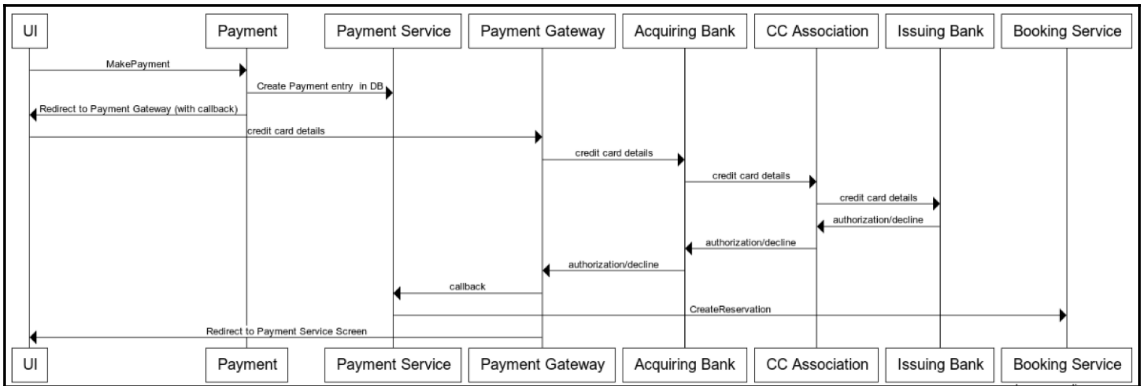 UI
Payment
Payment Service
Payment Gateway
Acquiring Bank
CC Association
Issuing Bank
Booking Service
MakePayment
Create Payment entry in DB
Redirect to Payment Gateway (with callback)
credit card details
credit card details
credit card details
credit card details
authorization/decline
authorization/decline
authorization/decline
callback
CreateReservation
Redirect to Payment Service Screen
UI
Payment
Payment Service
Payment Gateway
Acquiring Bank
CC Association
Issuing Bank
Booking Service